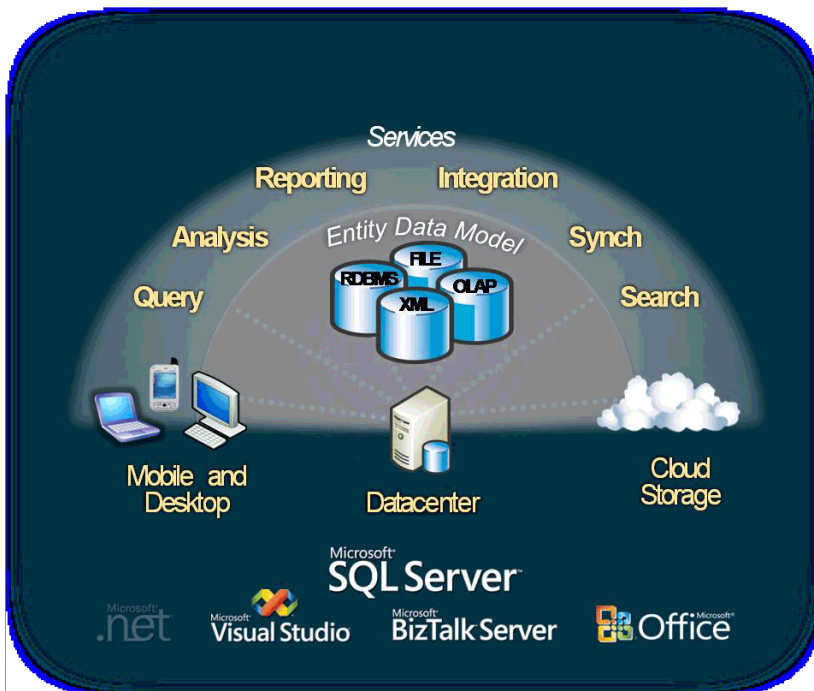 Services
Reporting
Integration
Analysis
Entity Data Model
Synch
Query
FILE
RDBMS
OLAP
XML
Search
Mobile and
Desktop
Datacenter
Cloud
Storage
Microsoft®
SQL Server™
Microsoft®
.net
Microsoft®
Visual Studio
Microsoft®
BizTalk Server
Microsoft®
Office